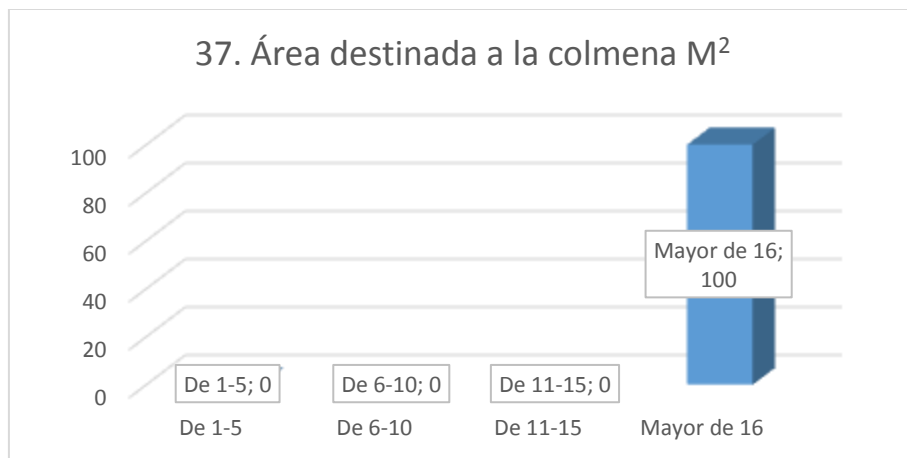 37. Área destinada a la colmena M²
100
80
60
40
20
0
Mayor de 16;
100
De 1-5; 0
De 6-10; 0
De 11-15; 0
De 1-5
De 6-10
De 11-15
Mayor de 16